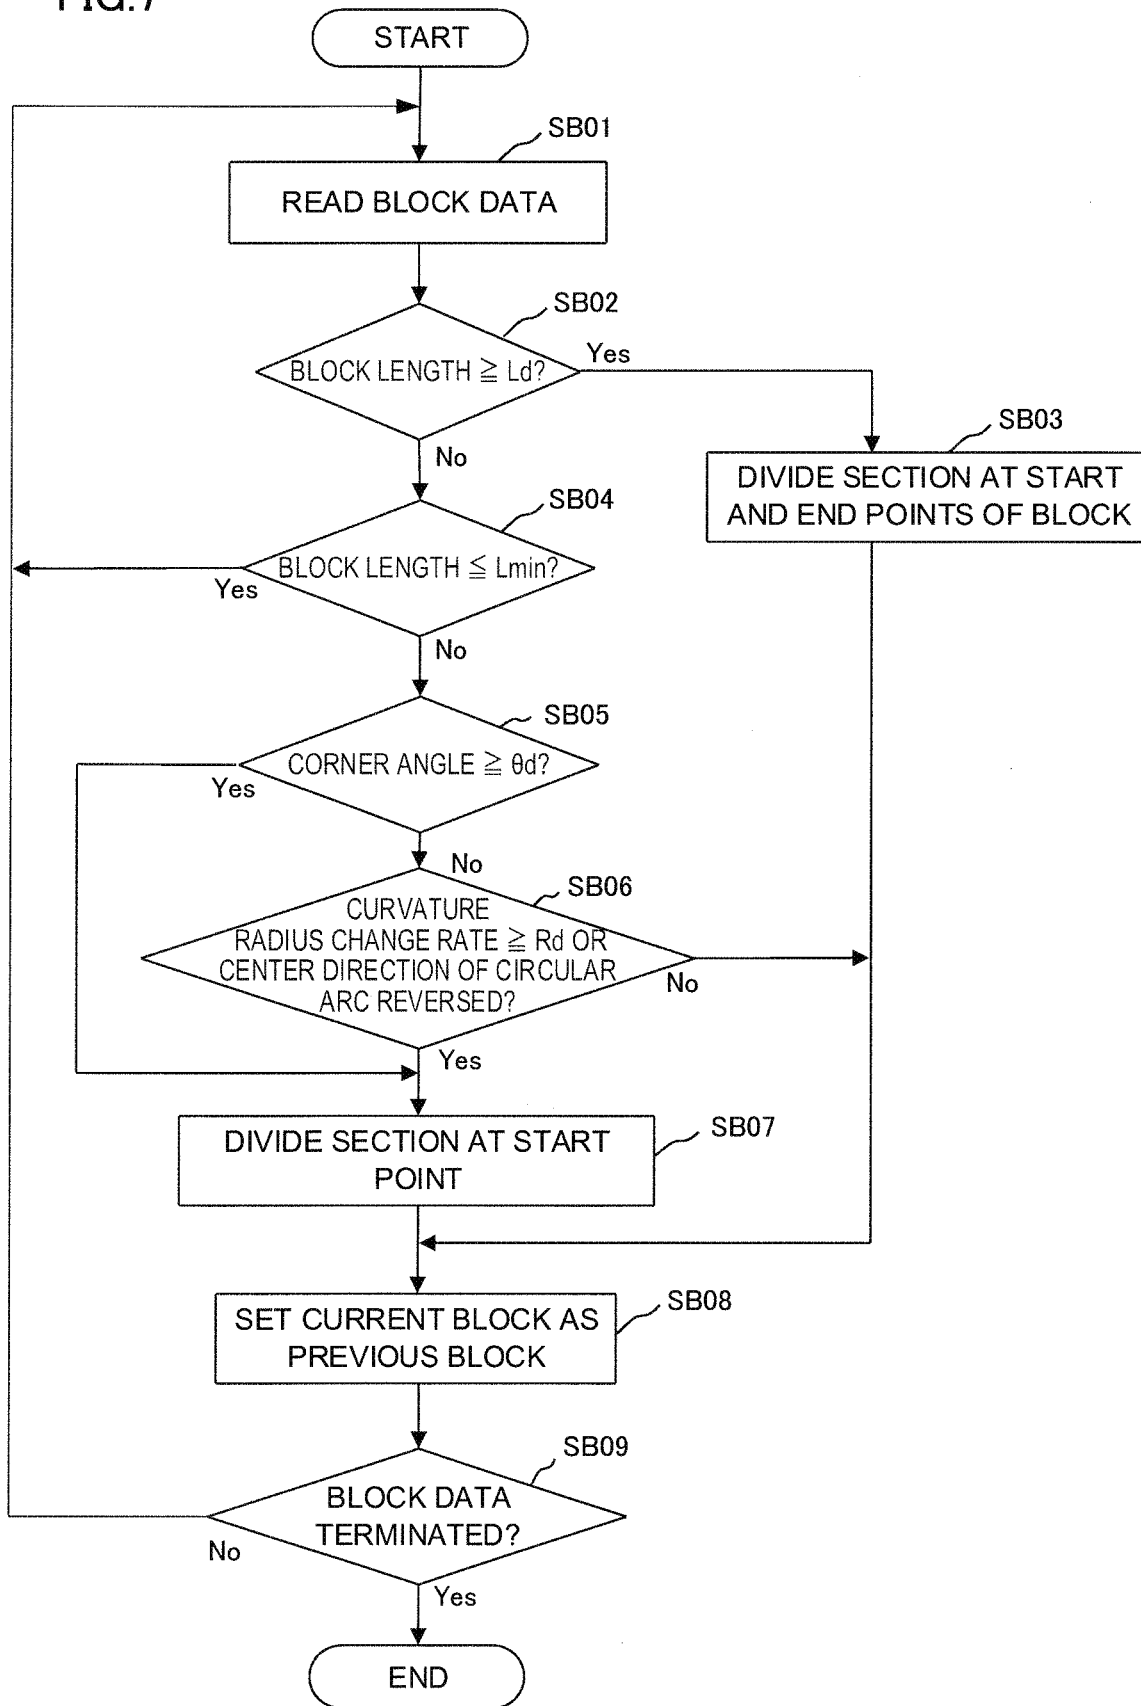 FIG.7
START
SB01
READ BLOCK DATA
SB02
BLOCK LENGTH ≧ Ld?
Yes
No
SB03
DIVIDE SECTION AT START
AND END POINTS OF BLOCK
SB04
BLOCK LENGTH ≦ Lmin?
Yes
No
SB05
CORNER ANGLE ≧ θd?
Yes
No
SB06
CURVATURE
RADIUS CHANGE RATE ≧ Rd OR
CENTER DIRECTION OF CIRCULAR
ARC REVERSED?
No
Yes
SB07
DIVIDE SECTION AT START
POINT
SB08
SET CURRENT BLOCK AS
PREVIOUS BLOCK
SB09
BLOCK DATA
TERMINATED?
No
Yes
END